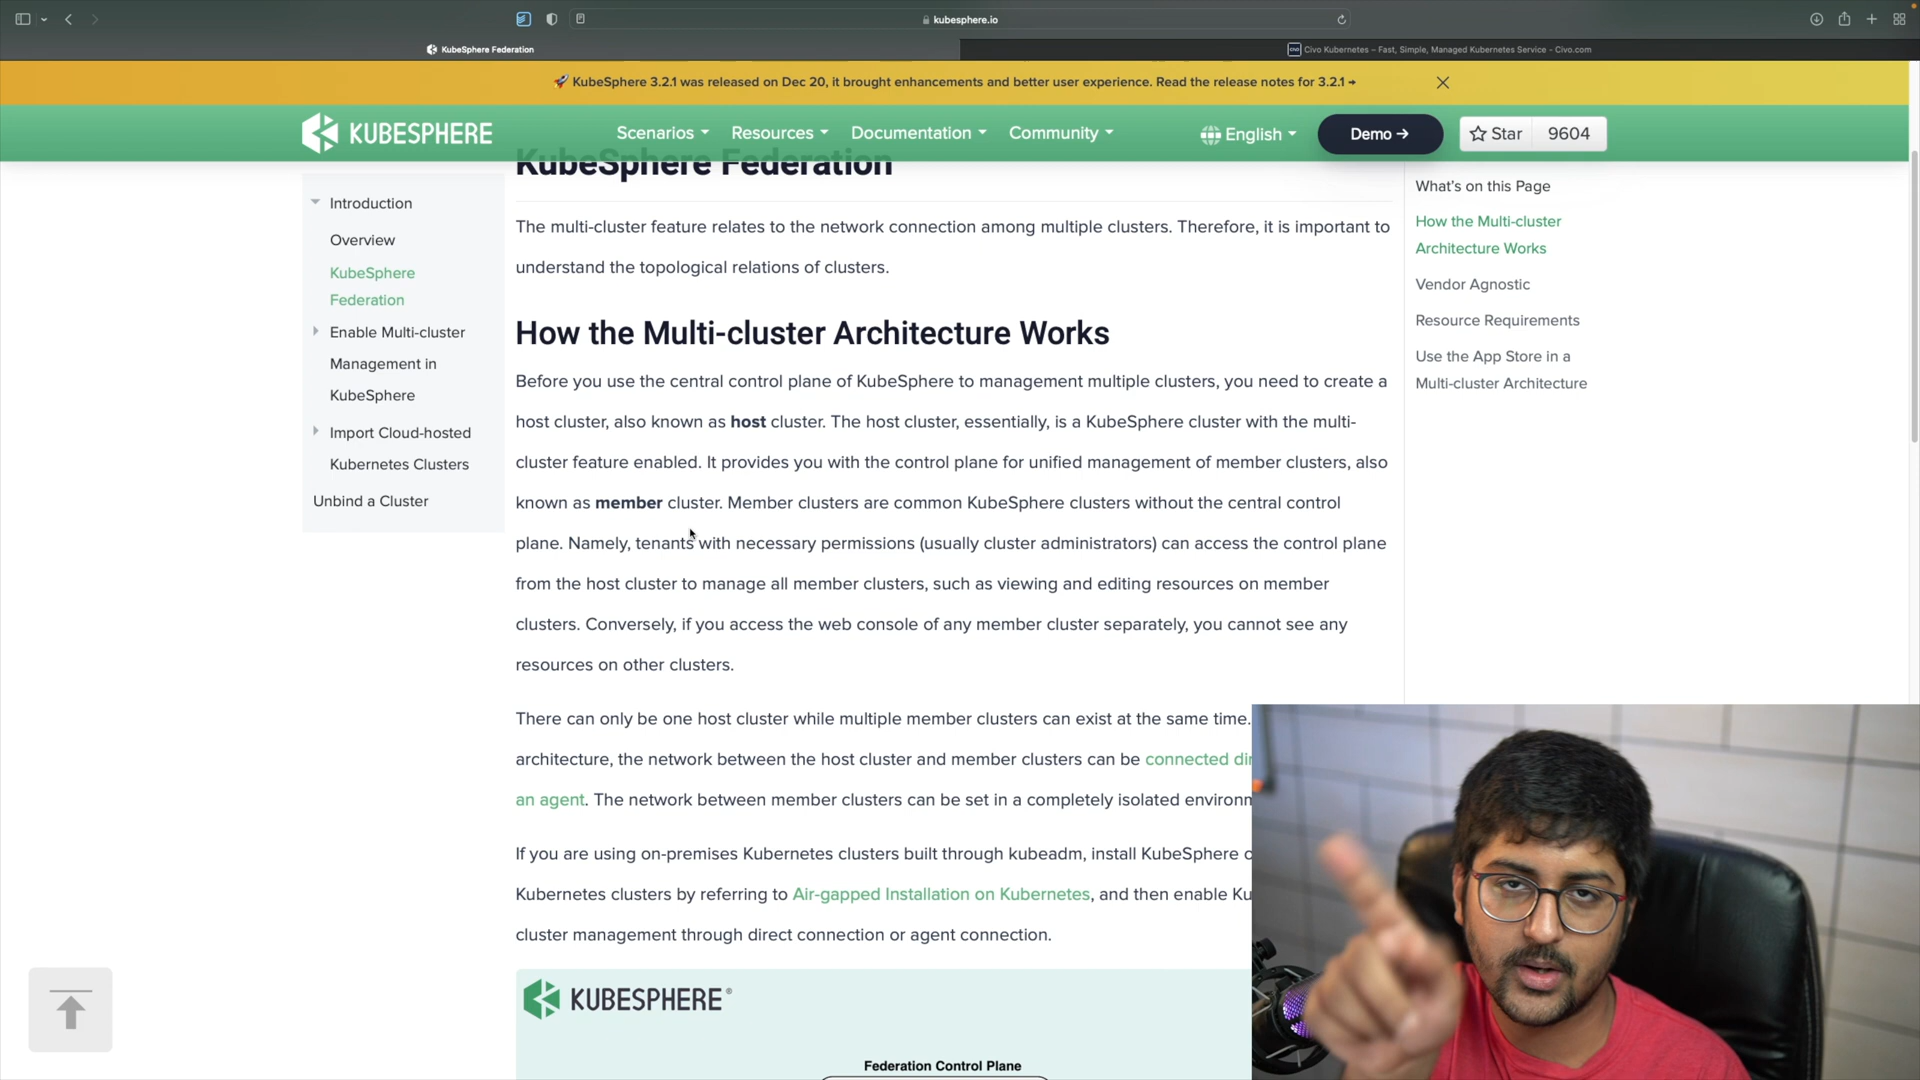 kubesphere.io
KubeSphere Federation
Civo Kubernetes – Fast, Simple, Managed Kubernetes Service - Civo.com
🚀 KubeSphere 3.2.1 was released on Dec 20, it brought enhancements and better user experience. Read the release notes for 3.2.1 →
KUBESPHERE
Scenarios
Resources
Documentation
Community
English
Demo →
Star
9604
Introduction
Overview
KubeSphere
Federation
Enable Multi-cluster
Management in
KubeSphere
Import Cloud-hosted
Kubernetes Clusters
Unbind a Cluster
KubeSphere Federation
The multi-cluster feature relates to the network connection among multiple clusters. Therefore, it is important to
understand the topological relations of clusters.
How the Multi-cluster Architecture Works
Before you use the central control plane of KubeSphere to management multiple clusters, you need to create a
host cluster, also known as host cluster. The host cluster, essentially, is a KubeSphere cluster with the multi-
cluster feature enabled. It provides you with the control plane for unified management of member clusters, also
known as member cluster. Member clusters are common KubeSphere clusters without the central control
plane. Namely, tenants with necessary permissions (usually cluster administrators) can access the control plane
from the host cluster to manage all member clusters, such as viewing and editing resources on member
clusters. Conversely, if you access the web console of any member cluster separately, you cannot see any
resources on other clusters.
There can only be one host cluster while multiple member clusters can exist at the same time.
architecture, the network between the host cluster and member clusters can be connected
an agent. The network between member clusters can be set in a completely isolated
If you are using on-premises Kubernetes clusters built through kubeadm, install KubeSphere
Kubernetes clusters by referring to Air-gapped Installation on Kubernetes, and then enable
cluster management through direct connection or agent connection.
KUBESPHERE®
Federation Control Plane
What's on this Page
How the Multi-cluster
Architecture Works
Vendor Agnostic
Resource Requirements
Use the App Store in a
Multi-cluster Architecture